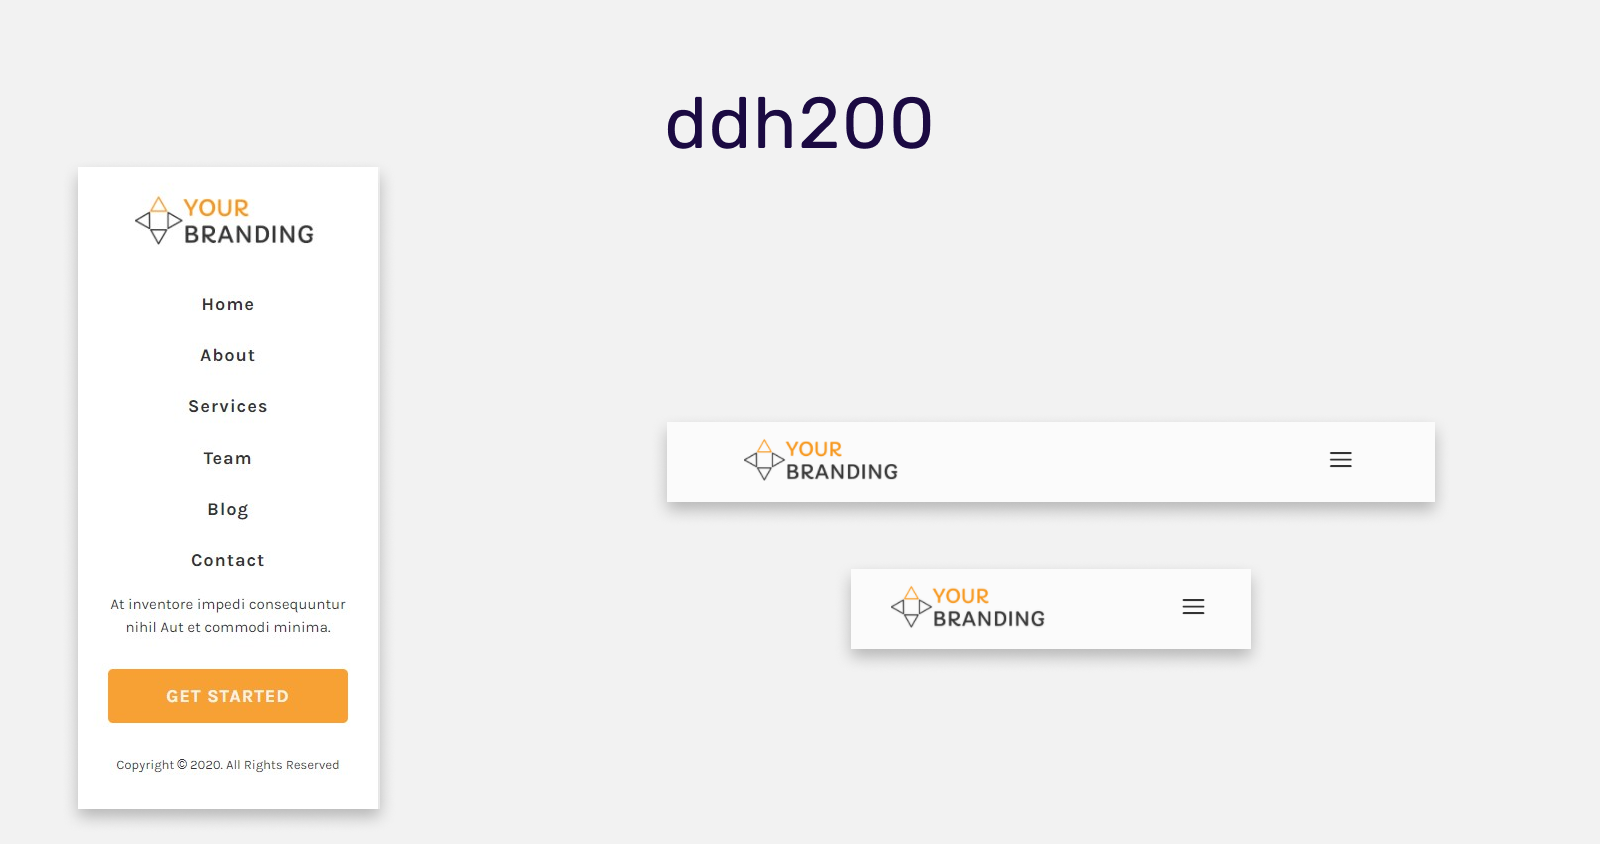 ddh200
YOUR
BRANDING
Home
About
Services
Team
Blog
Contact
At inventore impedi consequuntur
nihil Aut et commodi minima.
GET STARTED
Copyright © 2020. All Rights Reserved
YOUR
BRANDING
YOUR
BRANDING